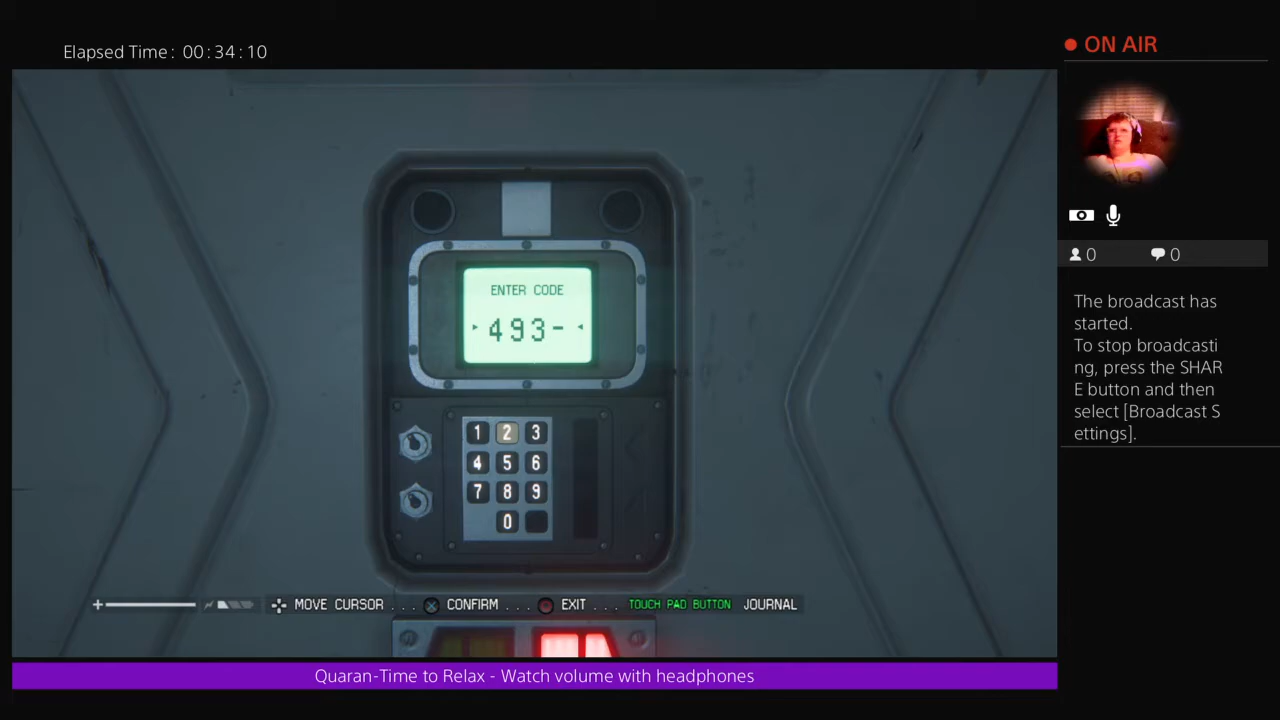 Elapsed Time: 00:34:10
ON AIR
0 0
The broadcast has
started.
To stop broadcasti
ng, press the SHAR
E button and then
select [Broadcast S
ettings].
ENTER CODE
493-
1 2 3
4 5 6
7 8 9
0
MOVE CURSOR ... CONFIRM ... EXIT ... TOUCH PAD BUTTON JOURNAL
Quaran-Time to Relax - Watch volume with headphones